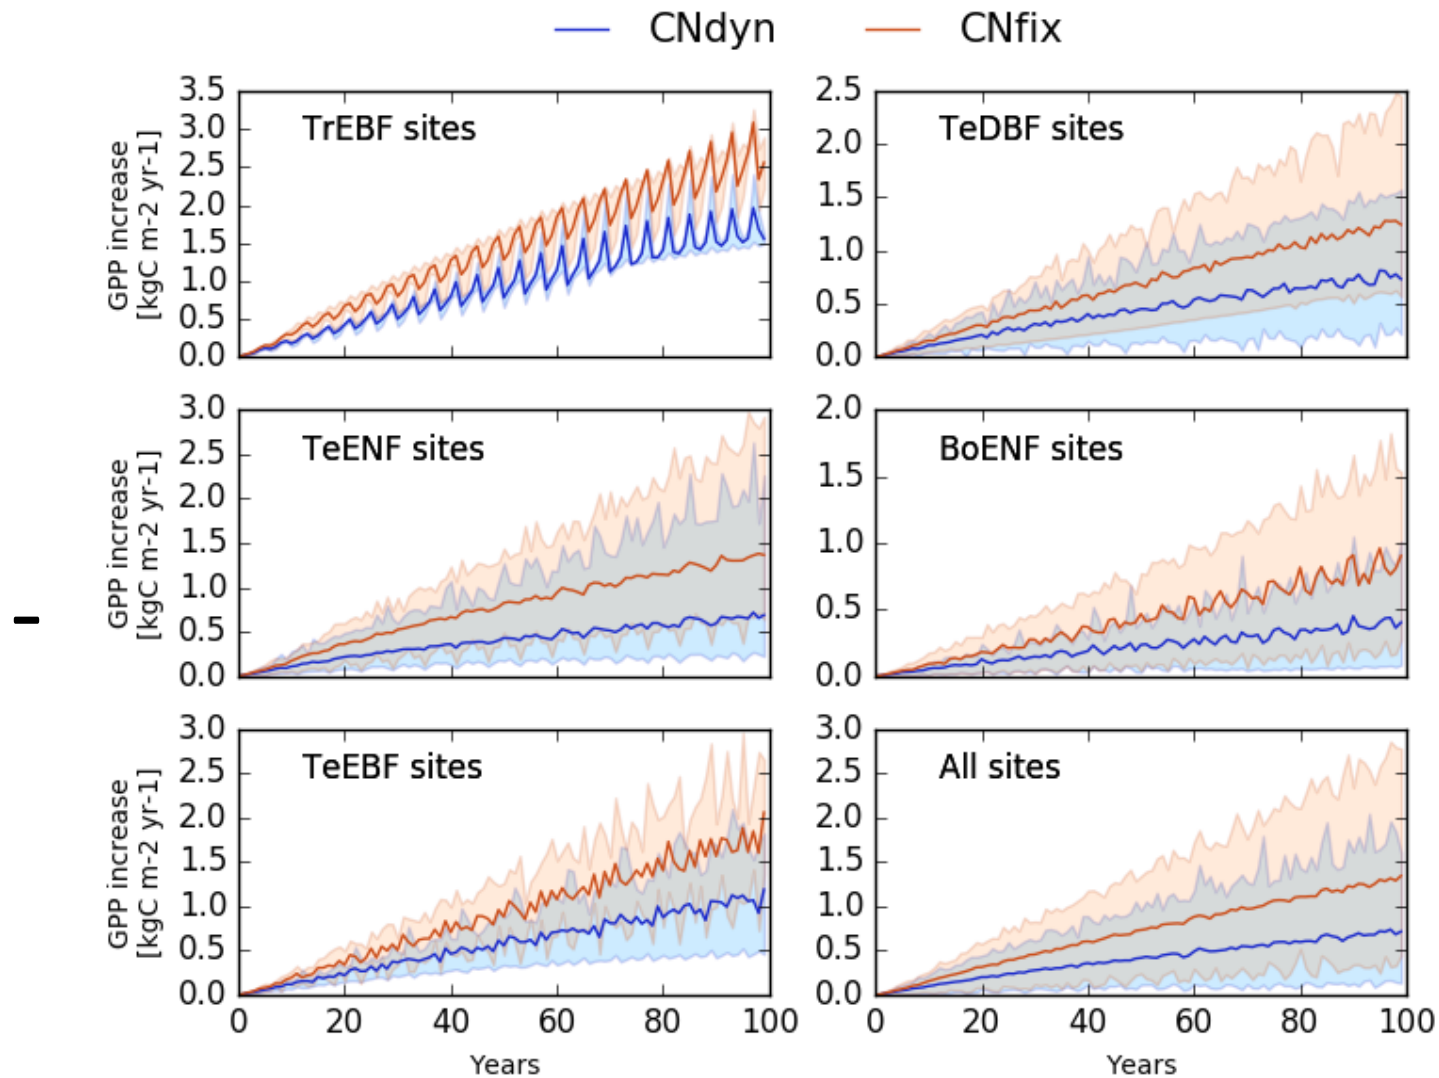 CNdyn CNfix
3.5
3.0
2.5
2.0
1.5
1.0
0.5
0.0
GPP increase
[kgC m-2 yr-1]
TrEBF sites
2.5
2.0
1.5
1.0
0.5
0.0
TeDBF sites
3.0
2.5
2.0
1.5
1.0
0.5
0.0
GPP increase
[kgC m-2 yr-1]
TeENF sites
2.0
1.5
1.0
0.5
0.0
BoENF sites
3.0
2.5
2.0
1.5
1.0
0.5
0.0
GPP increase
[kgC m-2 yr-1]
TeEBF sites
0 20 40 60 80 100
Years
3.0
2.5
2.0
1.5
1.0
0.5
0.0
All sites
0 20 40 60 80 100
Years